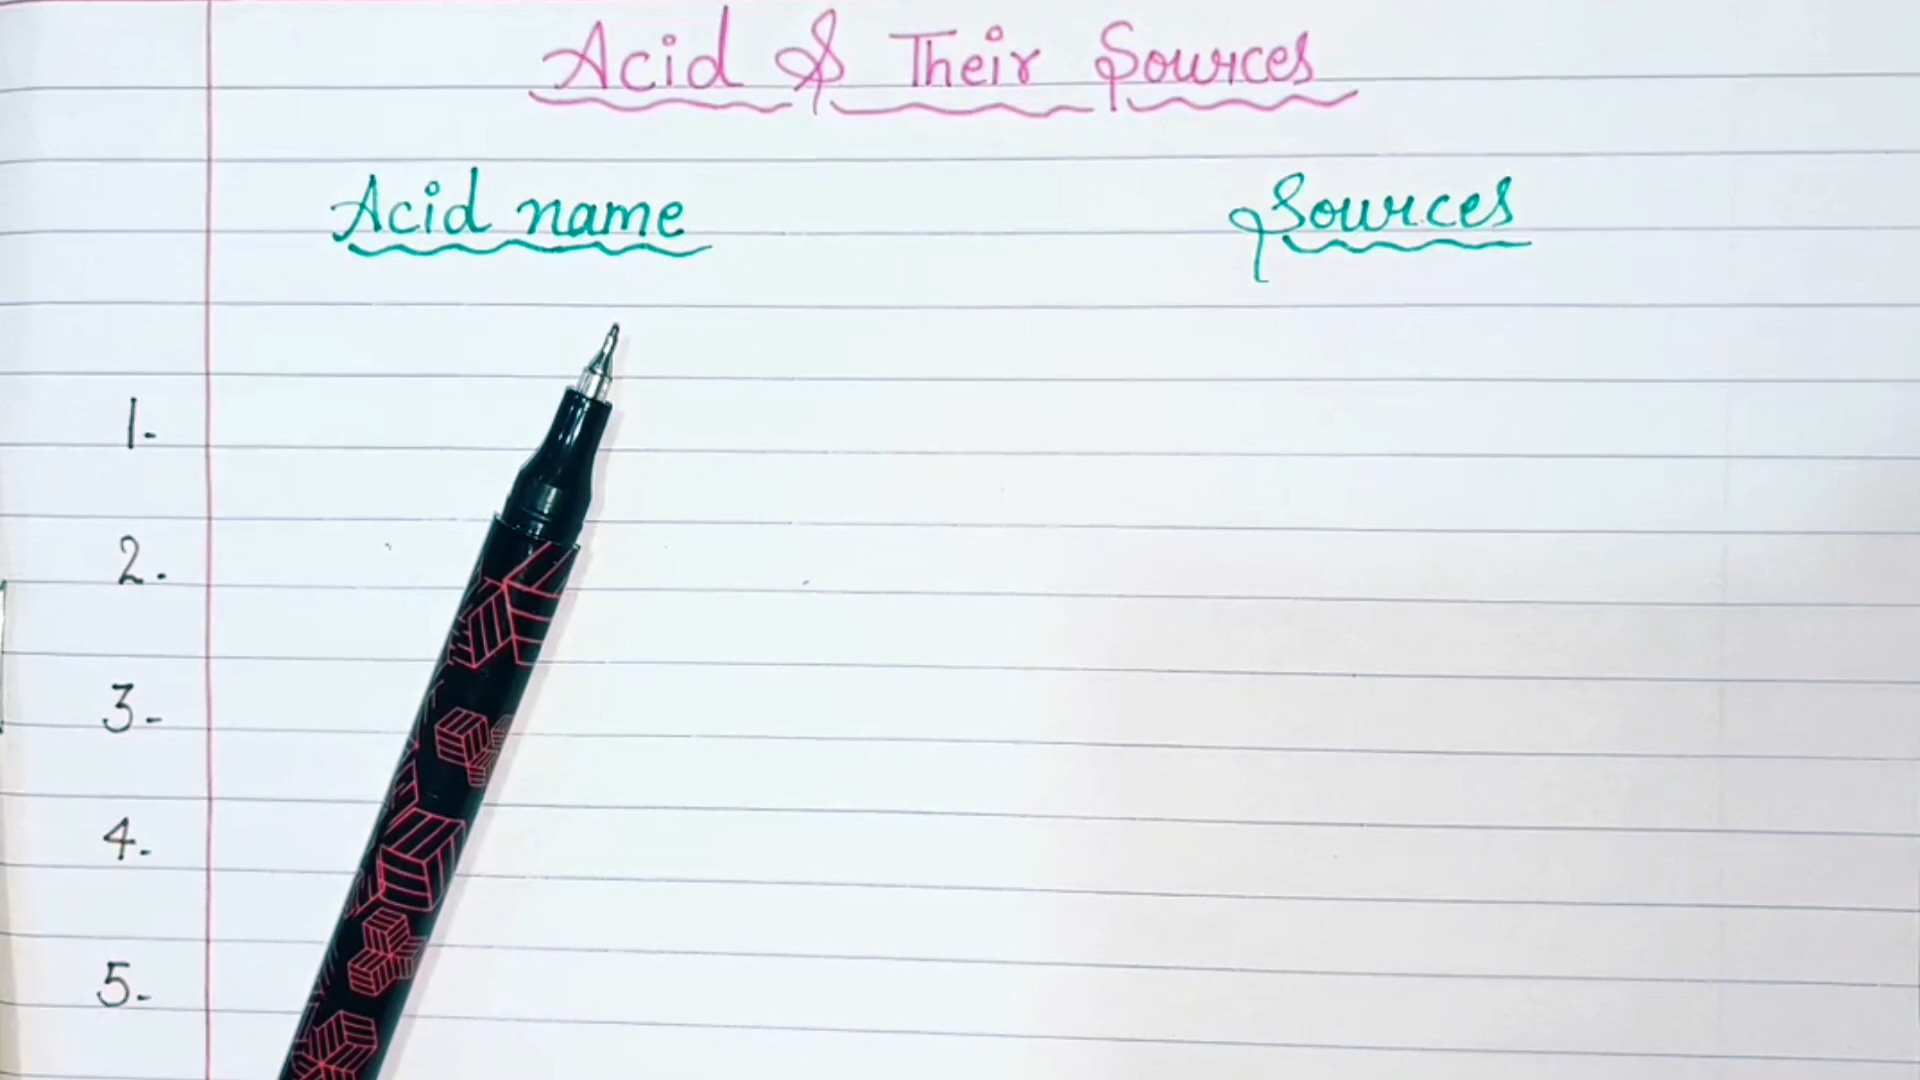 Acid & Their Sources
Acid name Sources
1.
2.
3.
4.
5.